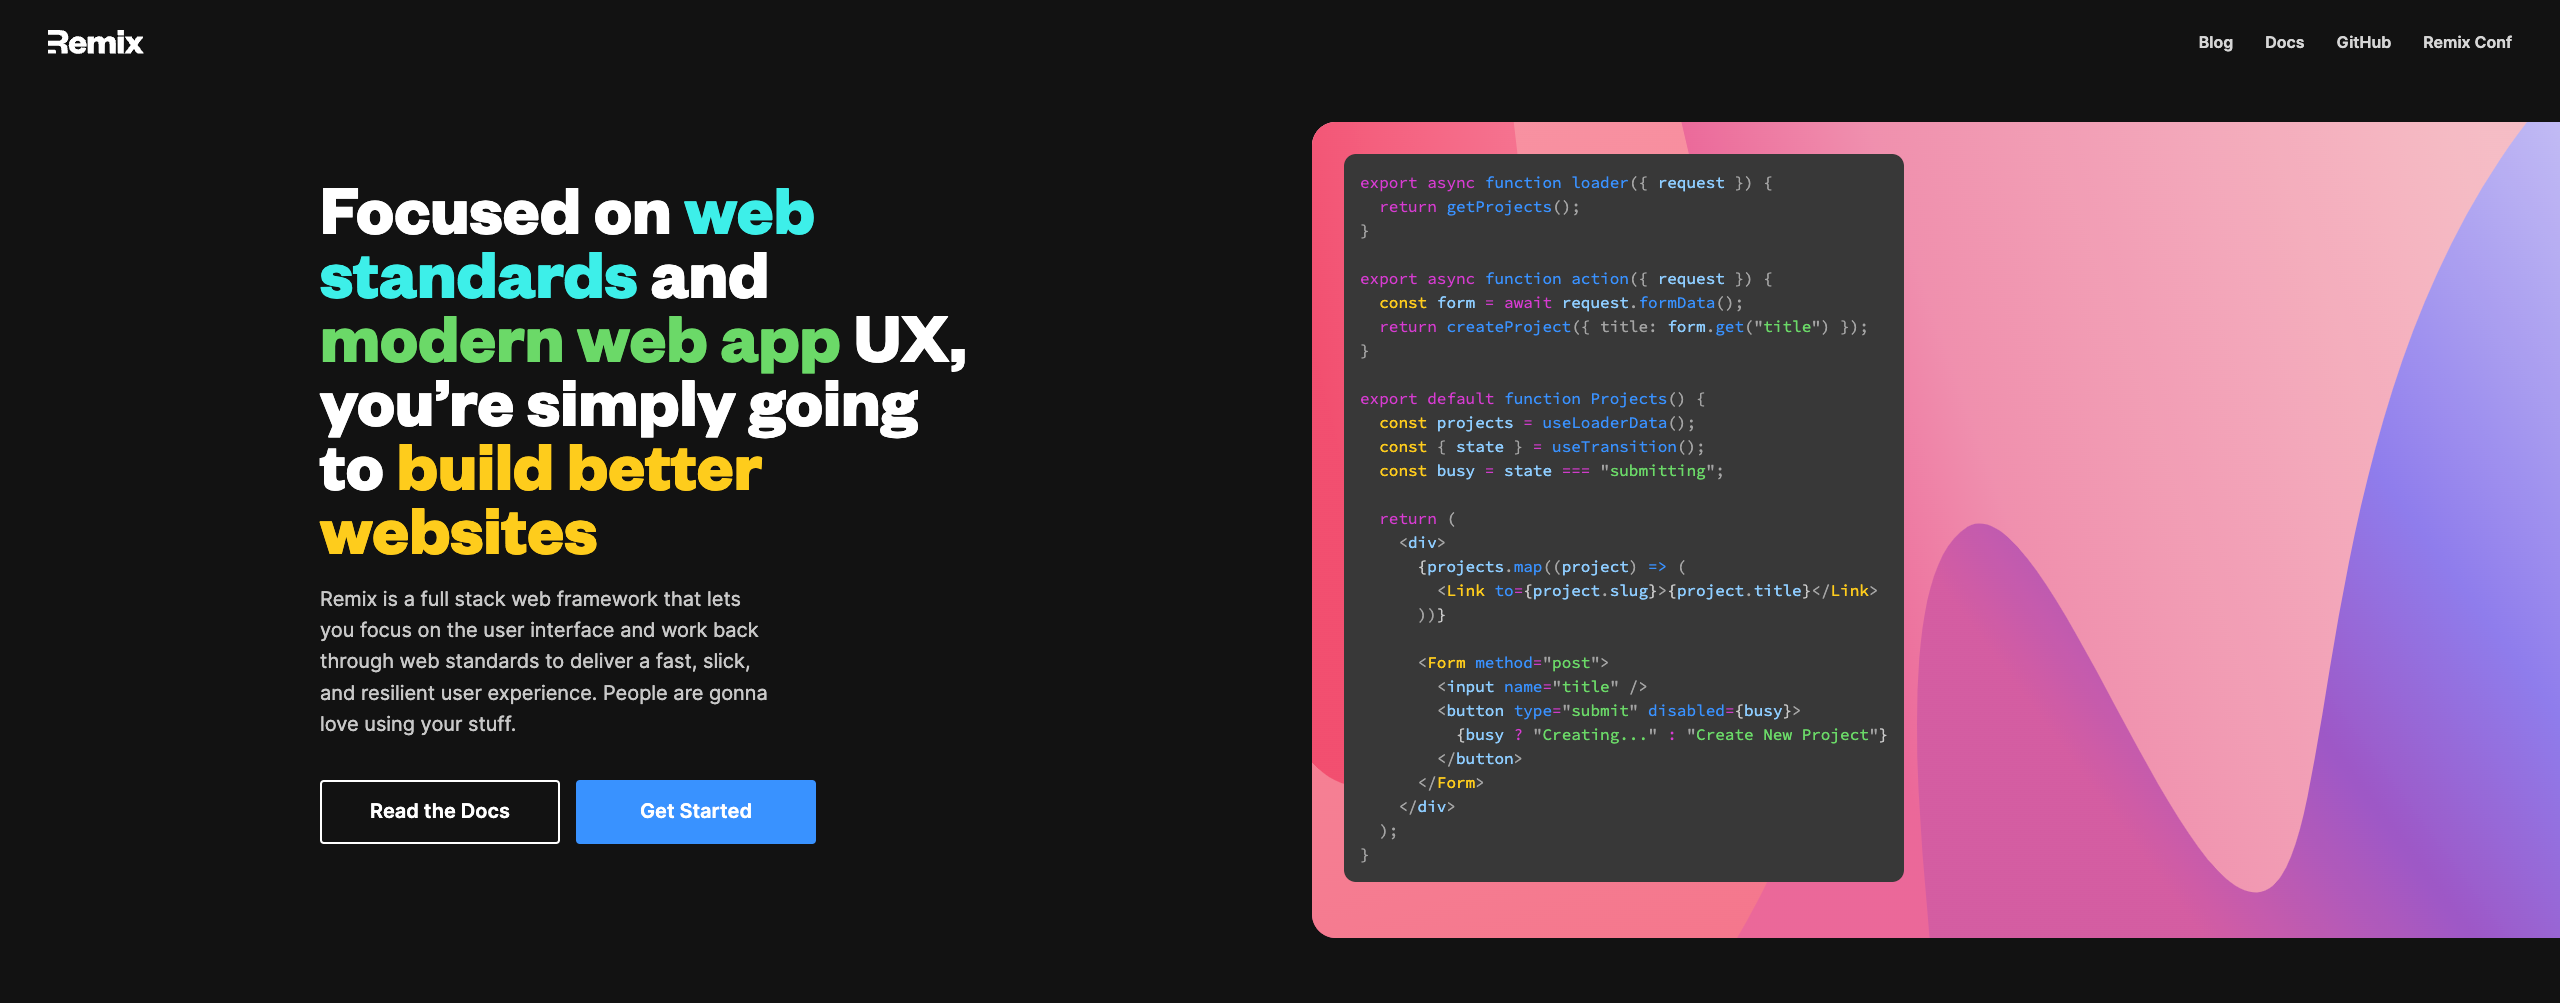 Remix
Blog Docs GitHub Remix Conf
Focused on web
standards and
modern web app UX,
you’re simply going
to build better
websites
Remix is a full stack web framework that lets
you focus on the user interface and work back
through web standards to deliver a fast, slick,
and resilient user experience. People are gonna
love using your stuff.
Read the Docs
Get Started
export async function loader({ request }) {
  return getProjects();
}
export async function action({ request }) {
  const form = await request.formData();
  return createProject({ title: form.get("title") });
}
export default function Projects() {
  const projects = useLoaderData();
  const { state } = useTransition();
  const busy = state === "submitting";
  return (
    <div>
      {projects.map((project) => (
        <Link to={project.slug}>{project.title}</Link>
      ))}
      <Form method="post">
        <input name="title" />
        <button type="submit" disabled={busy}>
          {busy ? "Creating..." : "Create New Project"}
        </button>
      </Form>
    </div>
  );
}